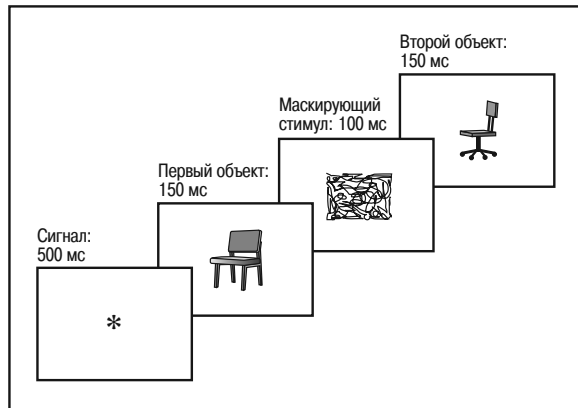 Второй объект:
150 мс
Маскирующий
стимул: 100 мс
Первый объект:
150 мс
Сигнал:
500 мс
*